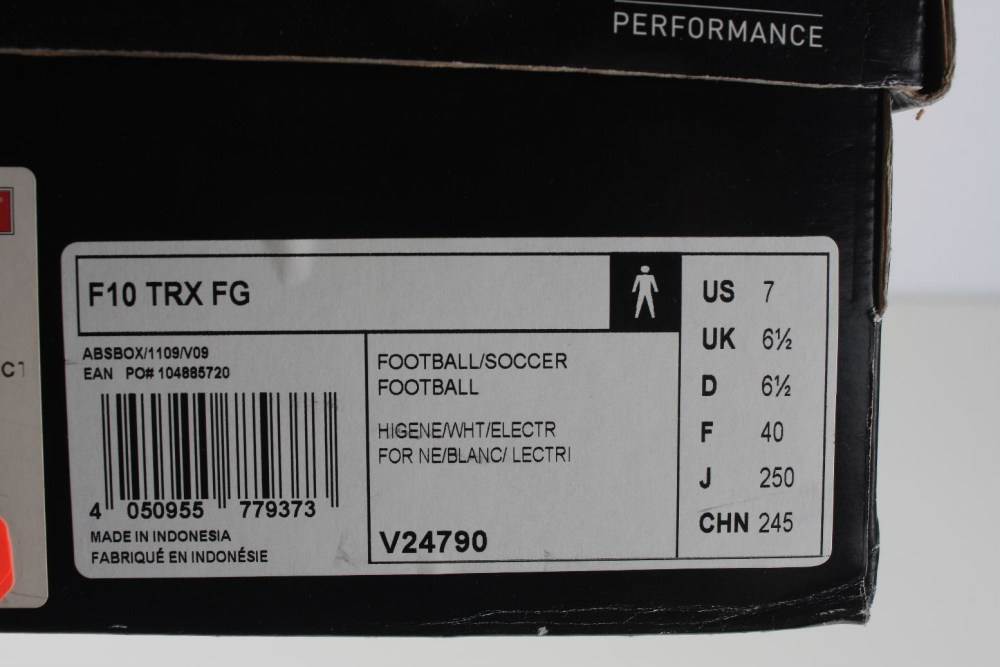 PERFORMANCE
F10 TRX FG
ABSBOX/1109/V09
EAN PO# 104885720
4 050955 779373
MADE IN INDONESIA
FABRIQUÉ EN INDONÉSIE
FOOTBALL/SOCCER
FOOTBALL
HIGENE/WHT/ELECTR
FOR NE/BLANC/ LECTRI
V24790
US 7
UK 6½
D 6½
F 40
J 250
CHN 245